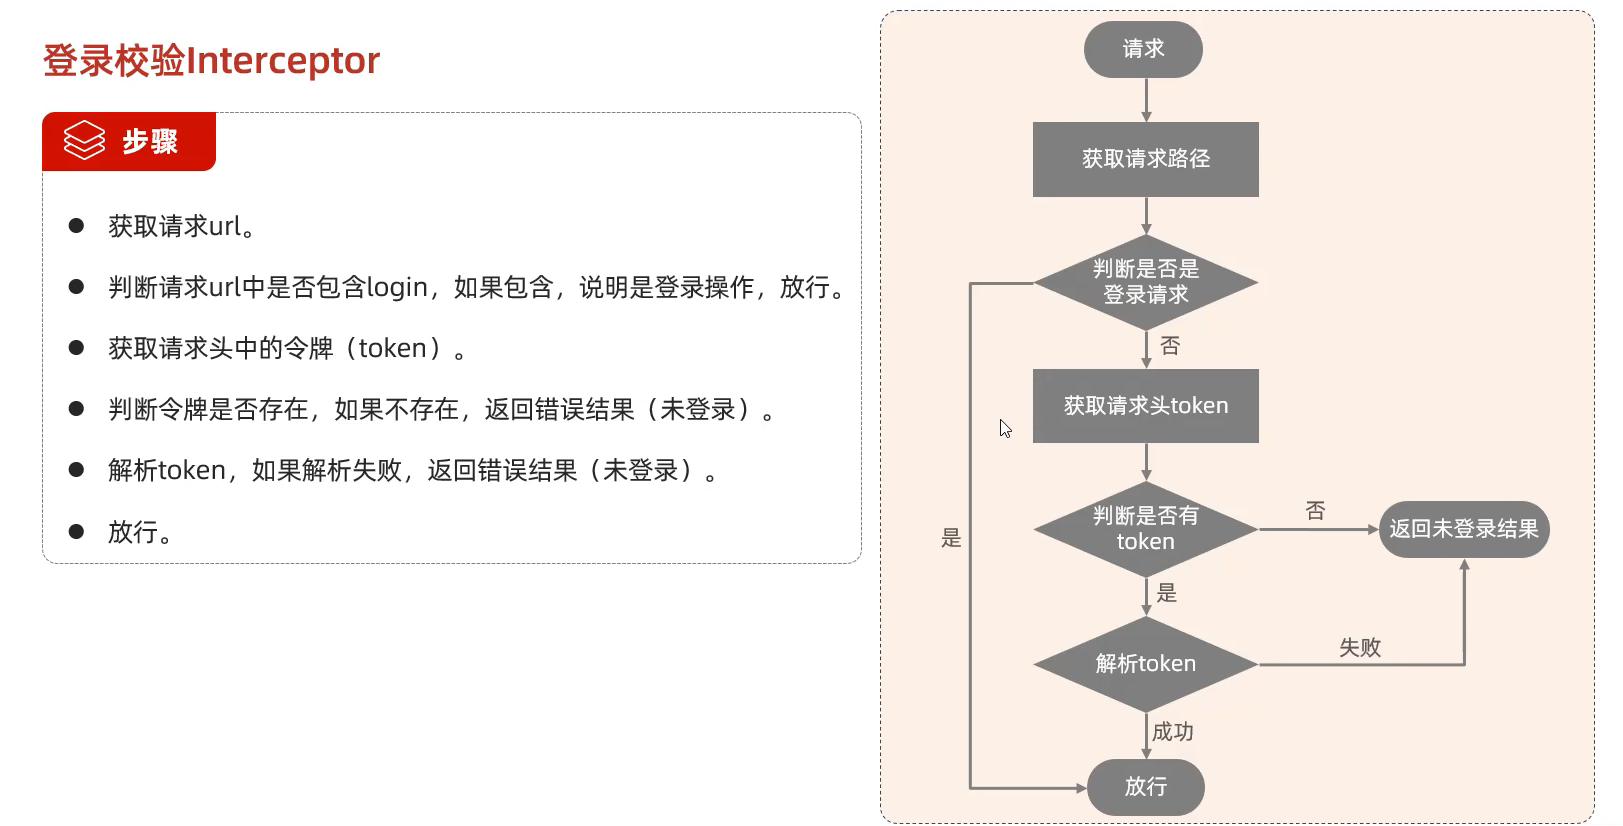 登录校验Interceptor
步骤
获取请求url。
判断请求url中是否包含login，如果包含，说明是登录操作，放行。
获取请求头中的令牌（token）。
判断令牌是否存在，如果不存在，返回错误结果（未登录）。
解析token，如果解析失败，返回错误结果（未登录）。
放行。
请求
获取请求路径
判断是否是
登录请求
否
获取请求头token
判断是否有
token
否
返回未登录结果
是
是
解析token
失败
成功
放行